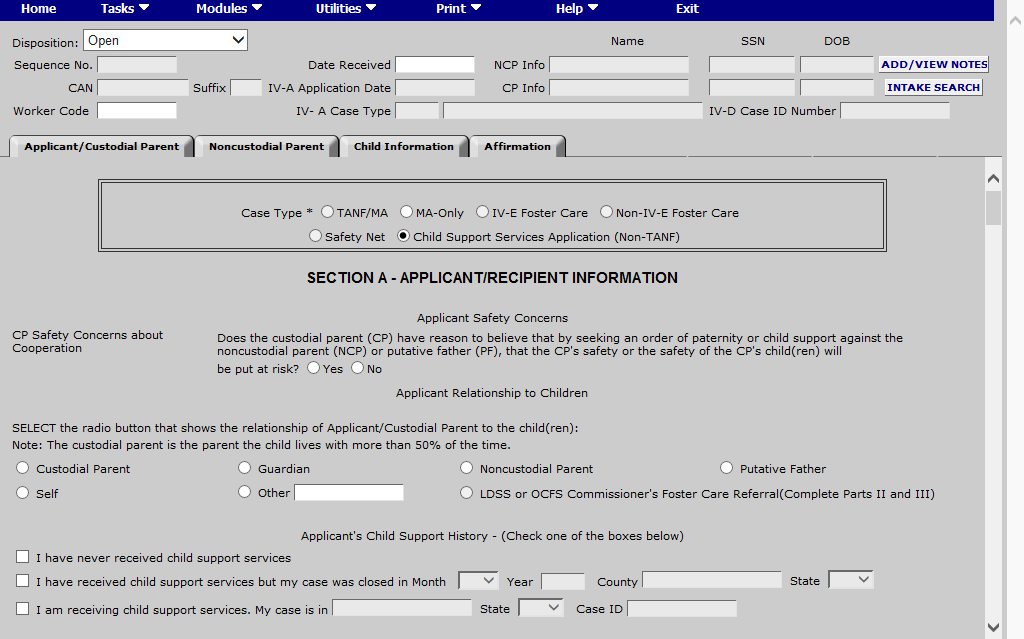 Home Tasks Modules Utilities Print Help Exit
Disposition: Open Name SSN DOB
Sequence No. Date Received NCP Info ADD/VIEW NOTES
CAN Suffix IV-A Application Date CP Info INTAKE SEARCH
Worker Code IV- A Case Type IV-D Case ID Number
Applicant/Custodial Parent Noncustodial Parent Child Information Affirmation
Case Type * TANF/MA MA-Only IV-E Foster Care Non-IV-E Foster Care
Safety Net Child Support Services Application (Non-TANF)
SECTION A - APPLICANT/RECIPIENT INFORMATION
Applicant Safety Concerns
CP Safety Concerns about
Cooperation
Does the custodial parent (CP) have reason to believe that by seeking an order of paternity or child support against the
noncustodial parent (NCP) or putative father (PF), that the CP's safety or the safety of the CP's child(ren) will
be put at risk? Yes No
Applicant Relationship to Children
SELECT the radio button that shows the relationship of Applicant/Custodial Parent to the child(ren):
Note: The custodial parent is the parent the child lives with more than 50% of the time.
Custodial Parent Guardian Noncustodial Parent Putative Father
Self Other LDSS or OCFS Commissioner's Foster Care Referral(Complete Parts II and III)
Applicant's Child Support History - (Check one of the boxes below)
I have never received child support services
I have received child support services but my case was closed in Month Year County State
I am receiving child support services. My case is in State Case ID